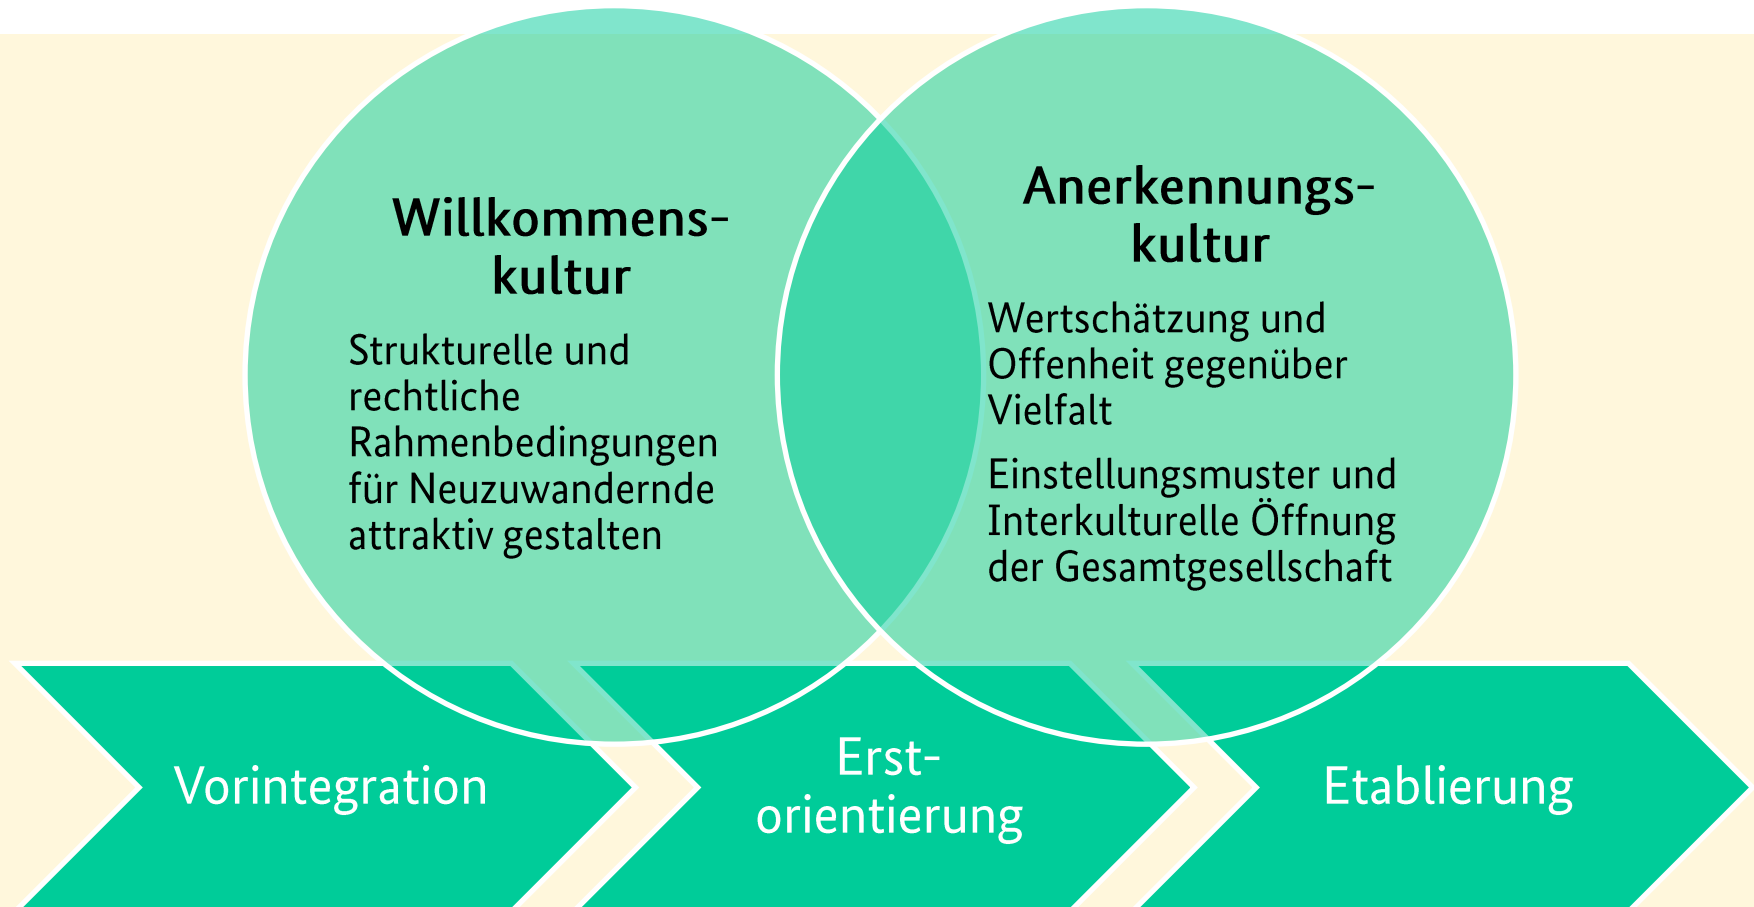 Willkommens-
kultur
Strukturelle und
rechtliche
Rahmenbedingungen
für Neuzuwandernde
attraktiv gestalten
Anerkennungs-
kultur
Wertschätzung und
Offenheit gegenüber
Vielfalt
Einstellungsmuster und
Interkulturelle Öffnung
der Gesamtgesellschaft
Vorintegration
Erst-
orientierung
Etablierung